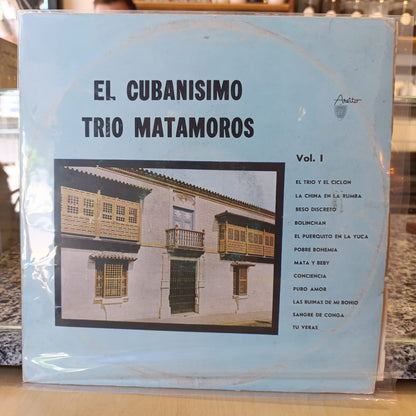 EL CUBANISIMO
TRIO MATAMOROS
Areito
Vol. I
EL TRIO Y EL CICLON
LA CHINA EN LA RUMBA
BESO DISCRETO
BOLINCHAN
EL PUERQUITO EN LA YUCA
POBRE BOHEMIA
MATA Y BEBY
CONCIENCIA
PURO AMOR
LAS RUINAS DE MI BOHIO
SANGRE DE CONGA
TU VERAS